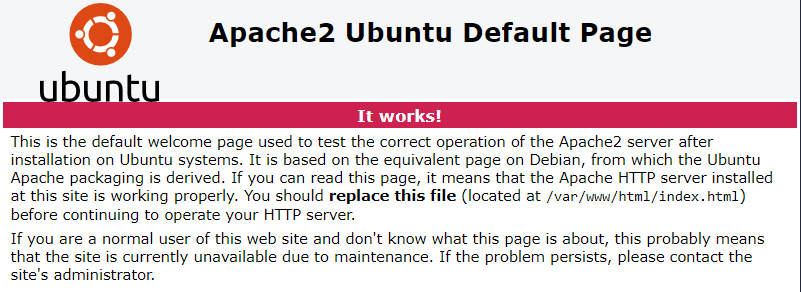 Apache2 Ubuntu Default Page
ubuntu
It works!
This is the default welcome page used to test the correct operation of the Apache2 server after
installation on Ubuntu systems. It is based on the equivalent page on Debian, from which the Ubuntu
Apache packaging is derived. If you can read this page, it means that the Apache HTTP server installed
at this site is working properly. You should replace this file (located at /var/www/html/index.html)
before continuing to operate your HTTP server.
If you are a normal user of this web site and don't know what this page is about, this probably means
that the site is currently unavailable due to maintenance. If the problem persists, please contact the
site's administrator.